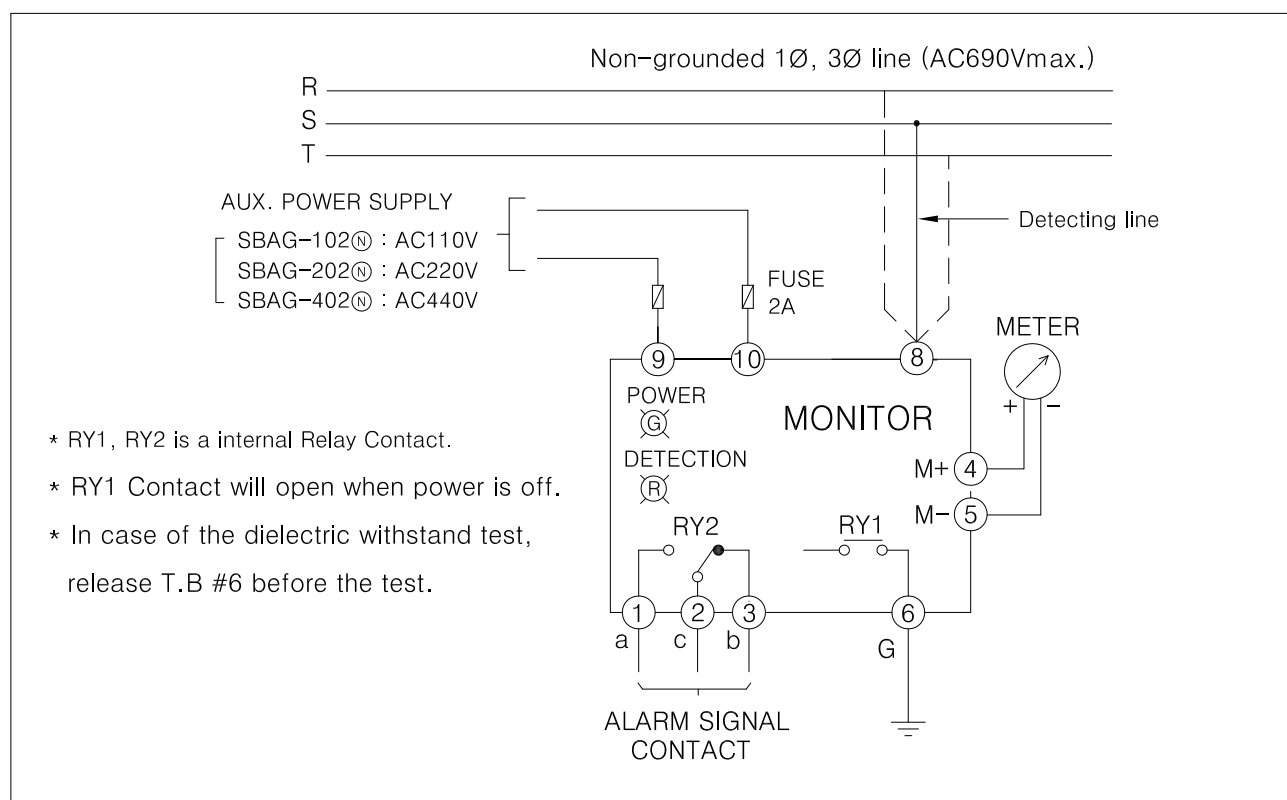 Non-grounded 1Ø, 3Ø line (AC690Vmax.)
R
S
T
AUX. POWER SUPPLY
SBAG-102Ⓝ : AC110V
SBAG-202Ⓝ : AC220V
SBAG-402Ⓝ : AC440V
Detecting line
FUSE
2A
METER
+ -
9 10 8
POWER
G
MONITOR
DETECTION
R
M+ 4
M- 5
RY2 RY1
1 2 3 6
a c b G
ALARM SIGNAL
CONTACT
* RY1, RY2 is a internal Relay Contact.
* RY1 Contact will open when power is off.
* In case of the dielectric withstand test,
release T.B #6 before the test.